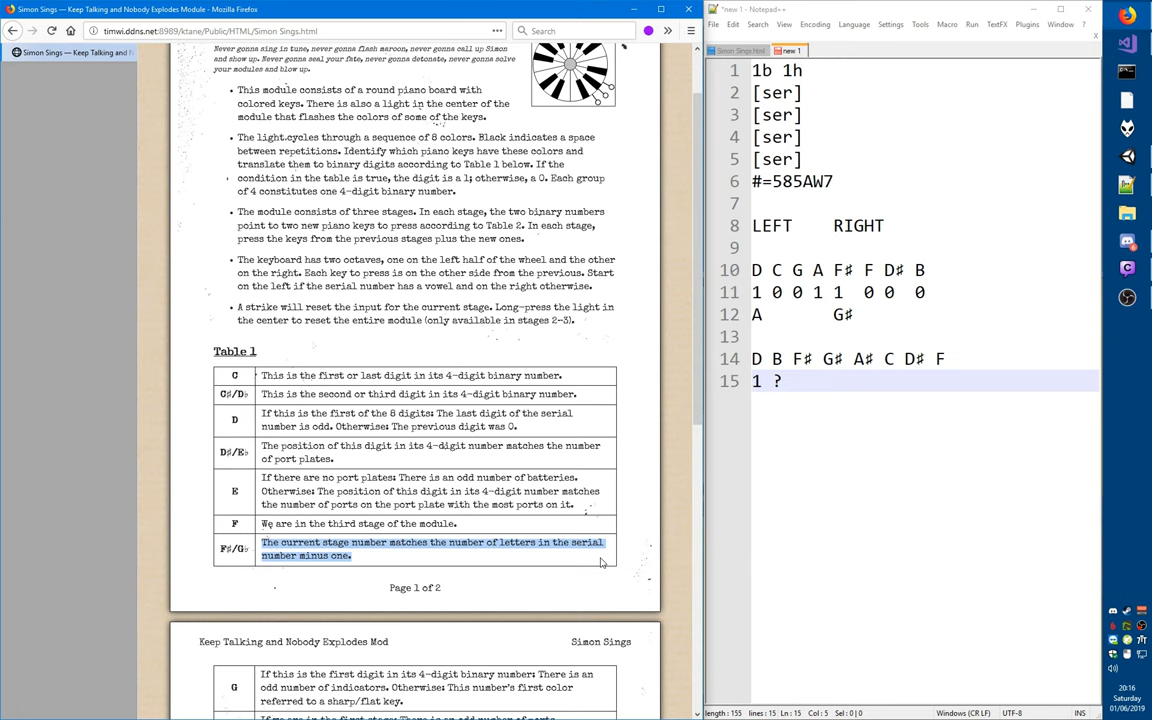 Simon Sings — Keep Talking and Nobody Explodes Module - Mozilla Firefox
timwi.ddns.net:8989/ktane/Public/HTML/Simon Sings.html
Search
Simon Sings — Keep Talking and N
Never gonna sing in tune, never gonna flash maroon, never gonna call up Simon
and show up. Never gonna seal your fate, never gonna detonate, never gonna solve
your modules and blow up.
• This module consists of a round piano board with
colored keys. There is also a light in the center of the
module that flashes the colors of some of the keys.
• The light cycles through a sequence of 8 colors. Black indicates a space
between repetitions. Identify which piano keys have these colors and
translate them to binary digits according to Table 1 below. If the
condition in the table is true, the digit is a 1; otherwise, a 0. Each group
of 4 constitutes one 4-digit binary number.
• The module consists of three stages. In each stage, the two binary numbers
point to two new piano keys to press according to Table 2. In each stage,
press the keys from the previous stages plus the new ones.
• The keyboard has two octaves, one on the left half of the wheel and the other
on the right. Each key to press is on the other side from the previous. Start
on the left if the serial number has a vowel and on the right otherwise.
• A strike will reset the input for the current stage. Long-press the light in
the center to reset the entire module (only available in stages 2–3).
Table 1
C This is the first or last digit in its 4-digit binary number.
C♯/D♭ This is the second or third digit in its 4-digit binary number.
D If this is the first of the 8 digits: The last digit of the serial
number is odd. Otherwise: The previous digit was 0.
D♯/E♭ The position of this digit in its 4-digit number matches the number
of port plates.
E If there are no port plates: There is an odd number of batteries.
Otherwise: The position of this digit in its 4-digit number matches
the number of ports on the port plate with the most ports on it.
F We are in the third stage of the module.
F♯/G♭ The current stage number matches the number of letters in the serial
number minus one.
Page 1 of 2
Keep Talking and Nobody Explodes Mod Simon Sings
G If this is the first digit in its 4-digit binary number: There is an
odd number of indicators. Otherwise: This number's first color
referred to a sharp/flat key.
*new 1 - Notepad++
File Edit Search View Encoding Language Settings Tools Macro Run TextFX Plugins Window ?
X
Simon Sings.html new 1
1 1b 1h
2 [ser]
3 [ser]
4 [ser]
5 [ser]
6 #=585AW7
7
8 LEFT RIGHT
9
10 D C G A F♯ F D♯ B
11 1 0 0 1 1 0 0 0
12 A G♯
13
14 D B F♯ G♯ A♯ C D♯ F
15 1 ?
length : 155 lines : 15 Ln : 15 Col : 5 Sel : 0 | 0 Windows (CR LF) UTF-8 INS
20:16
Saturday
01/06/2019